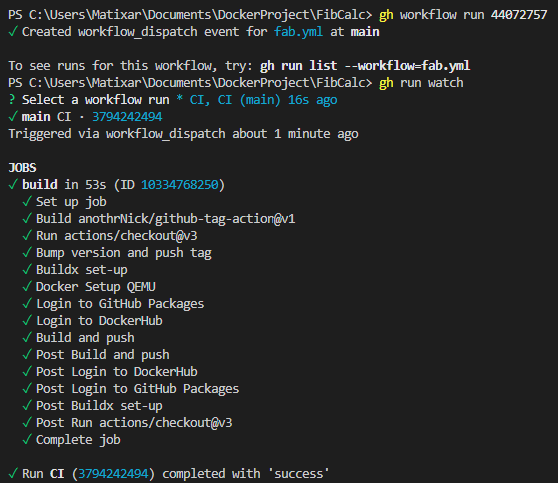 PS C:\Users\Matixar\Documents\DockerProject\FibCalc> gh workflow run 44072757
✓ Created workflow_dispatch event for fab.yml at main
To see runs for this workflow, try: gh run list --workflow=fab.yml
PS C:\Users\Matixar\Documents\DockerProject\FibCalc> gh run watch
? Select a workflow run * CI, CI (main) 16s ago
✓ main CI · 3794242494
Triggered via workflow_dispatch about 1 minute ago
JOBS
✓ build in 53s (ID 10334768250)
✓ Set up job
✓ Build anothrNick/github-tag-action@v1
✓ Run actions/checkout@v3
✓ Bump version and push tag
✓ Buildx set-up
✓ Docker Setup QEMU
✓ Login to GitHub Packages
✓ Login to DockerHub
✓ Build and push
✓ Post Build and push
✓ Post Login to DockerHub
✓ Post Login to GitHub Packages
✓ Post Buildx set-up
✓ Post Run actions/checkout@v3
✓ Complete job
✓ Run CI (3794242494) completed with 'success'